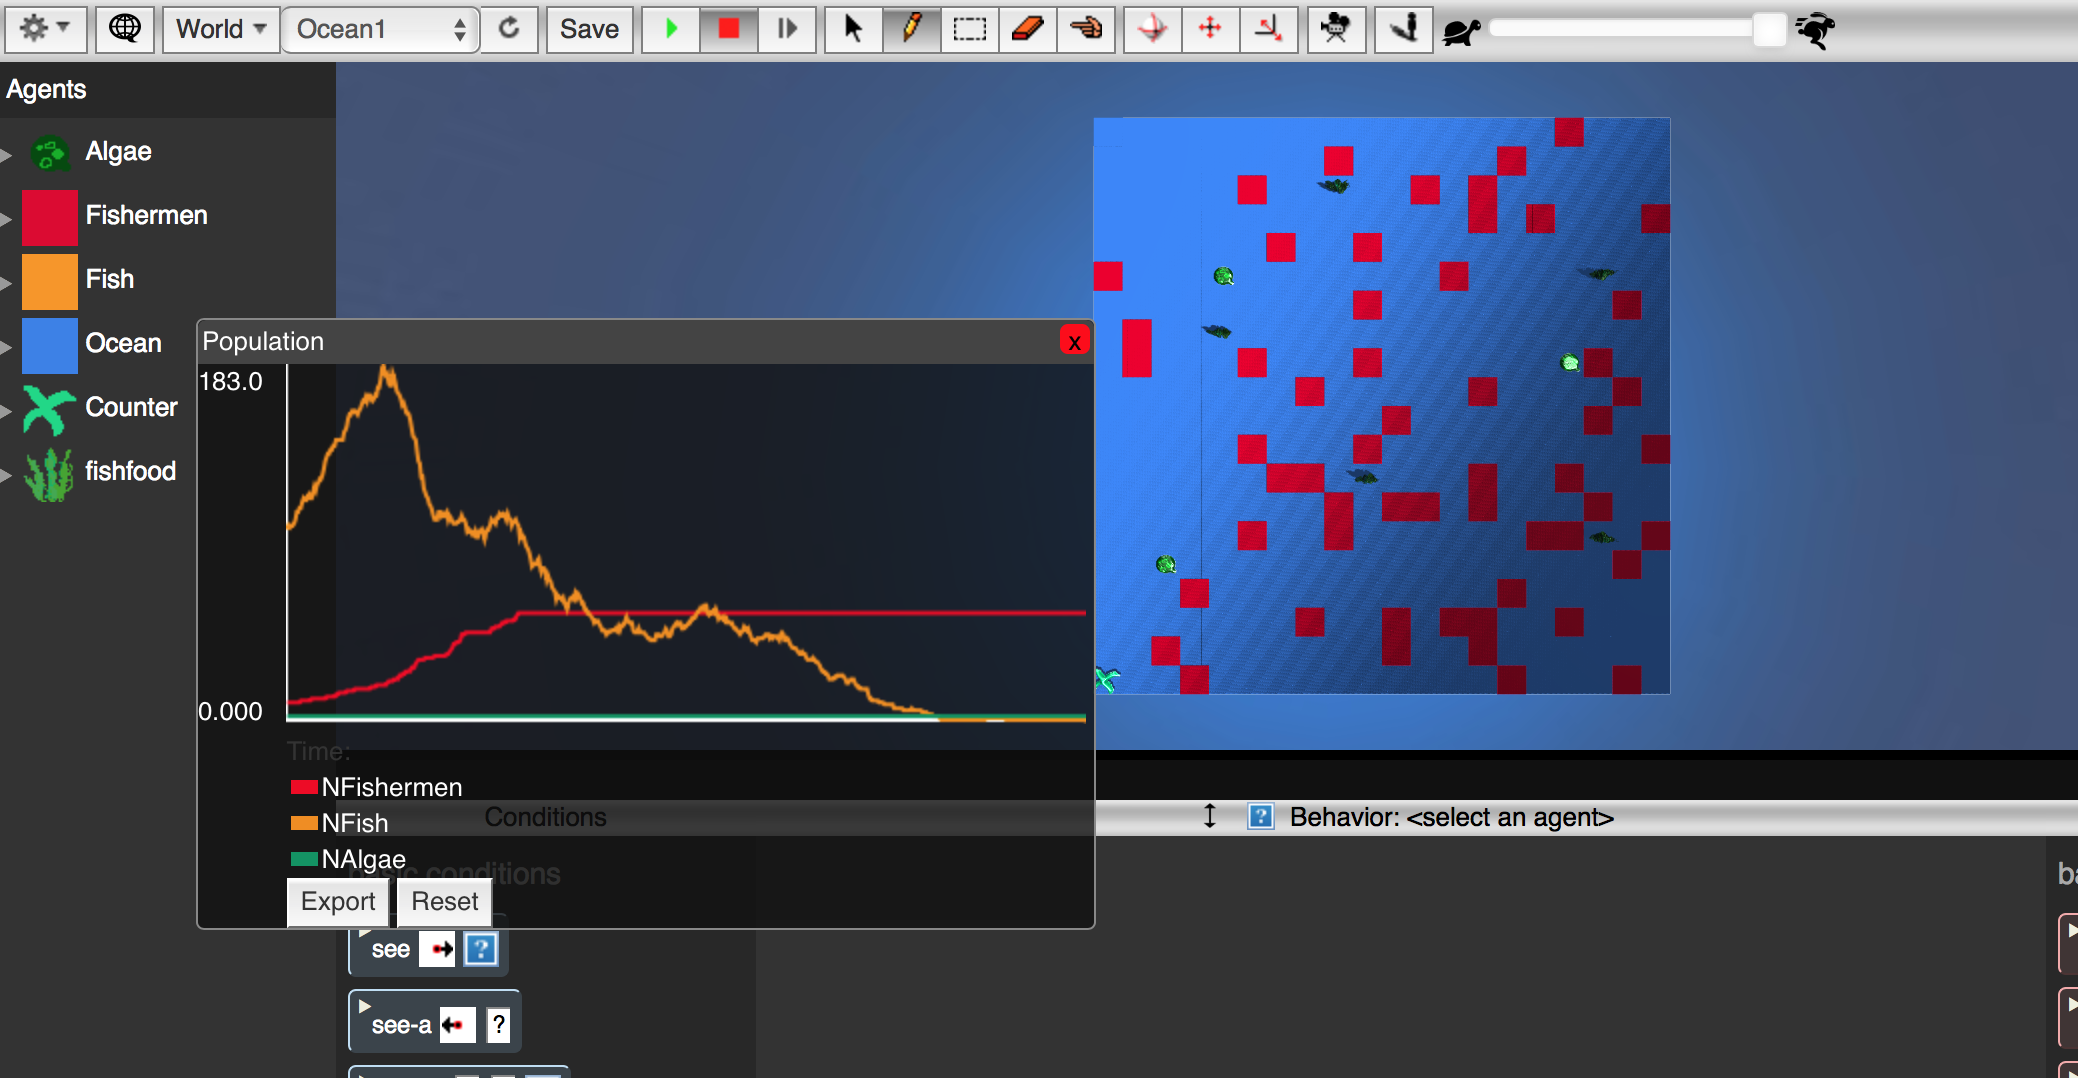 World
Ocean1
Save
Agents
Algae
Fishermen
Fish
Ocean
Counter
fishfood
Population
x
183.0
0.000
Time:
NFishermen
NFish
NAlgae
Conditions
? Behavior: <select an agent>
basic conditions
Export Reset
see ?
see-a ?
ba